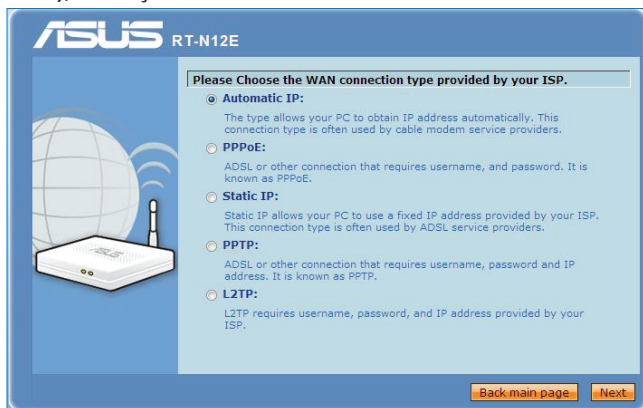 ASUS RT-N12E
Please Choose the WAN connection type provided by your ISP.
Automatic IP:
The type allows your PC to obtain IP address automatically. This
connection type is often used by cable modem service providers.
PPPoE:
ADSL or other connection that requires username, and password. It is
known as PPPoE.
Static IP:
Static IP allows your PC to use a fixed IP address provided by your ISP.
This connection type is often used by ADSL service providers.
PPTP:
ADSL or other connection that requires username, password and IP
address. It is known as PPTP.
L2TP:
L2TP requires username, password, and IP address provided by your
ISP.
ASUS
Back main page Next